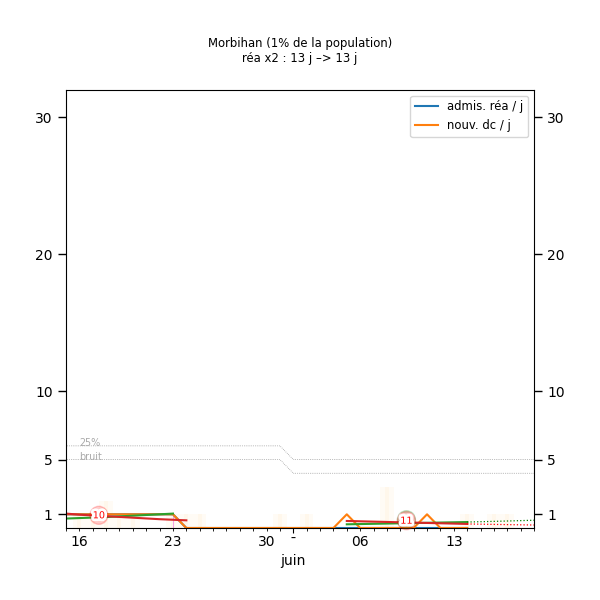 Morbihan (1% de la population)
réa x2 : 13 j –> 13 j
admis. réa / j
nouv. dc / j
30 30
20 20
10 10
25%
bruit
5 5
1 10 11 1
16 23 30 - 06 13
juin